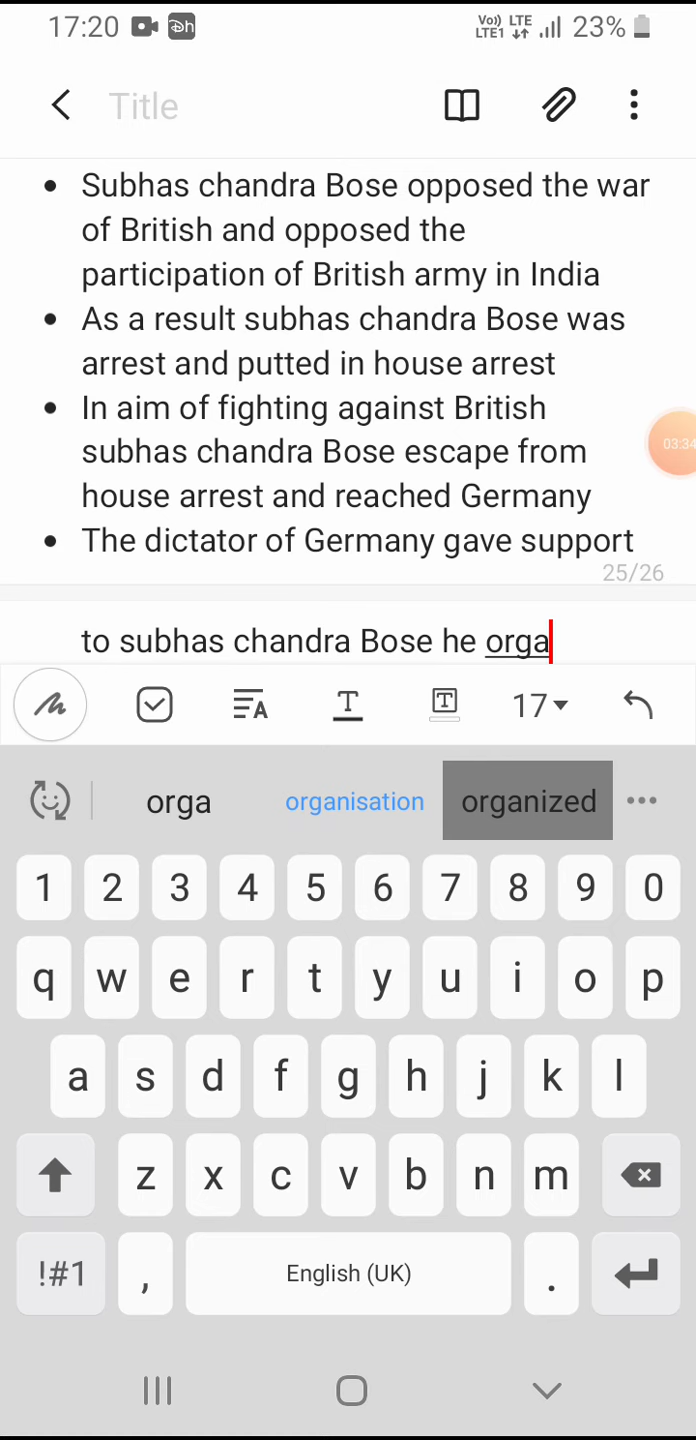 17:20 Dh Vo)) LTE LTE1 23%
Title
• Subhas chandra Bose opposed the war
of British and opposed the
participation of British army in India
• As a result subhas chandra Bose was
arrest and putted in house arrest
• In aim of fighting against British
subhas chandra Bose escape from
03:34
house arrest and reached Germany
• The dictator of Germany gave support
25/26
to subhas chandra Bose he orga
T T 17
orga organisation organized
1 2 3 4 5 6 7 8 9 0
q w e r t y u i o p
a s d f g h j k l
z x c v b n m
!#1 , English (UK) .